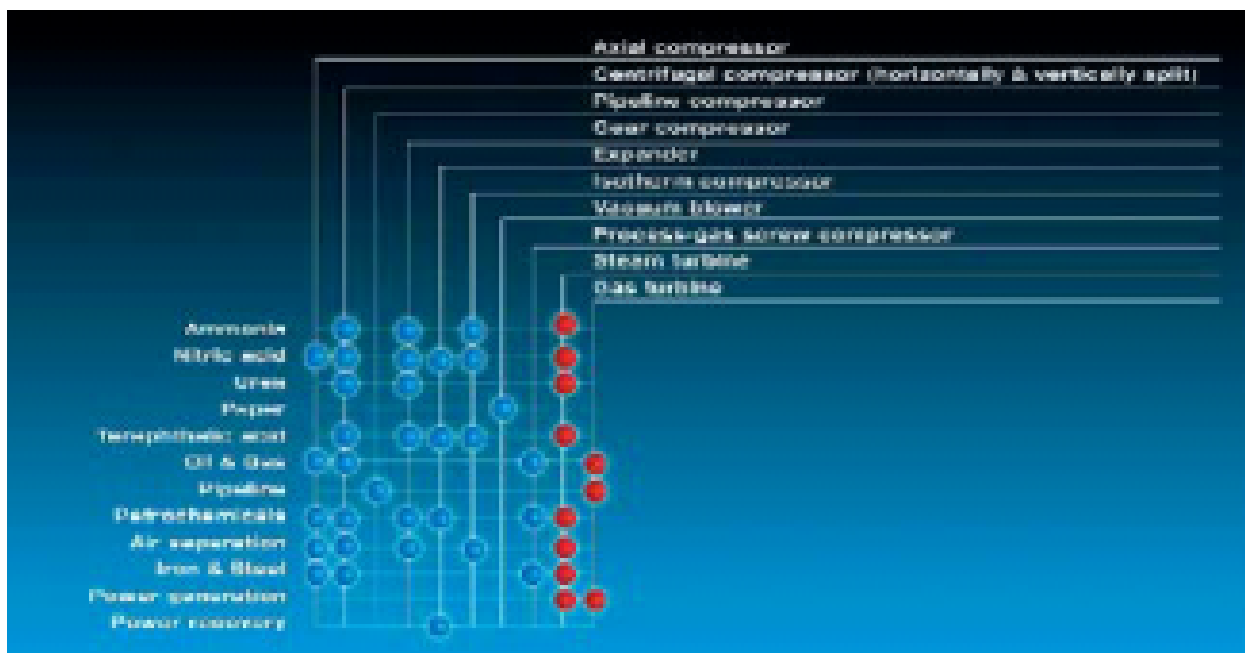 Axial compressor
Centrifugal compressor (horizontally & vertically split)
Pipeline compressor
Gear compressor
Expander
Isotherm compressor
Vacuum blower
Process-gas screw compressor
Steam turbine
Gas turbine
Ammonia
Nitric acid
Urea
Paper
Terephthalic acid
Oil & Gas
Pipeline
Petrochemicals
Air separation
Iron & Steel
Power generation
Power recovery